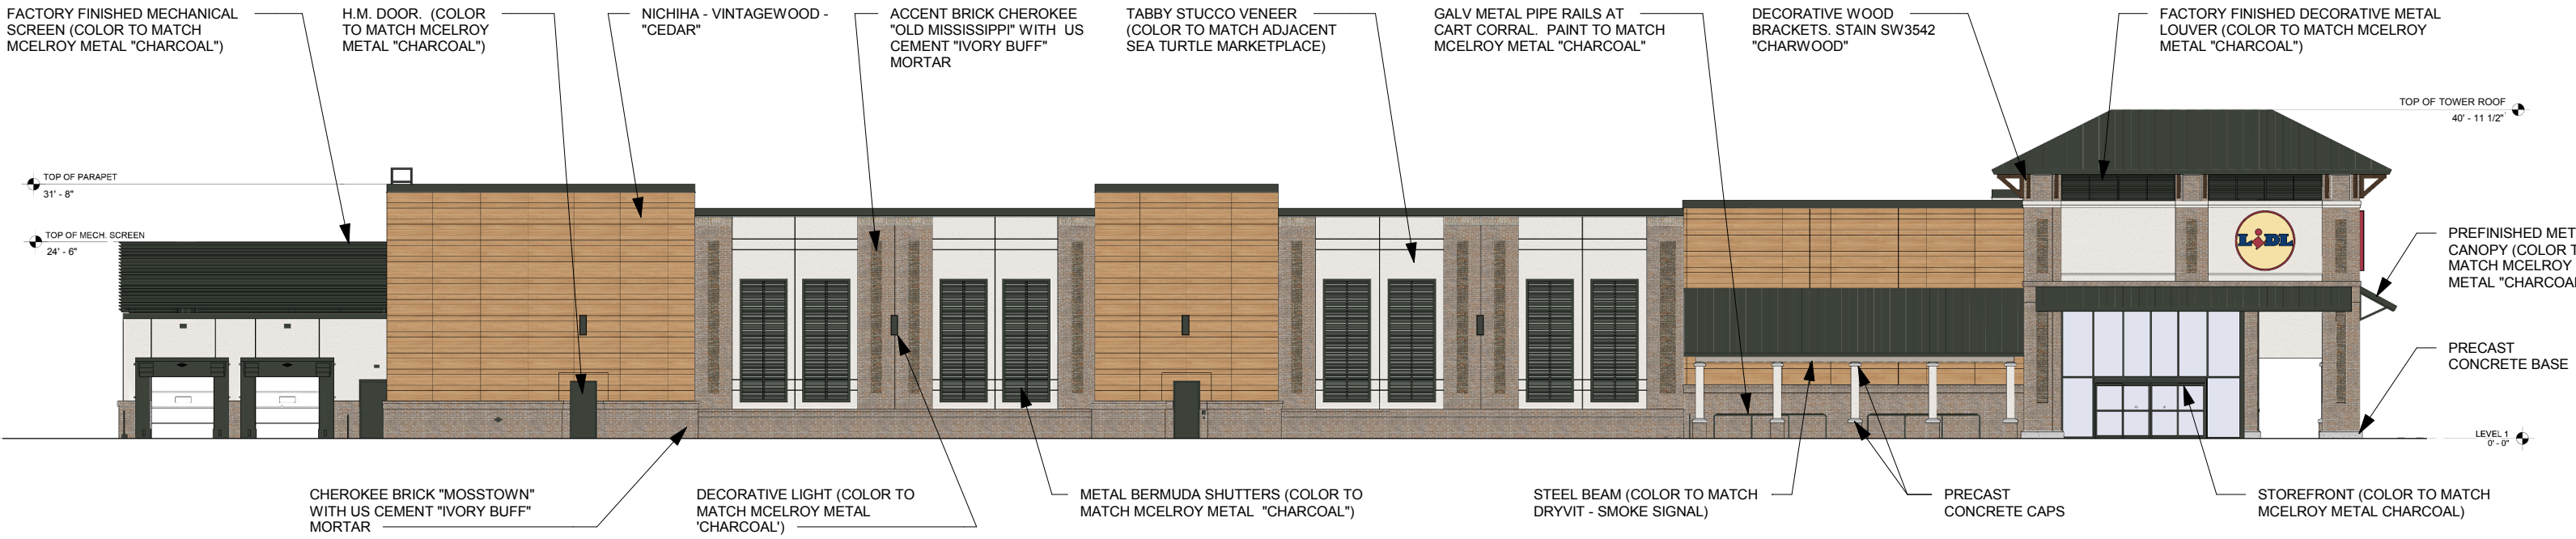 FACTORY FINISHED MECHANICAL
SCREEN (COLOR TO MATCH
MCELROY METAL "CHARCOAL")
H.M. DOOR.  (COLOR
TO MATCH MCELROY
METAL "CHARCOAL")
NICHIHA - VINTAGEWOOD -
"CEDAR"
ACCENT BRICK CHEROKEE
"OLD MISSISSIPPI" WITH  US
CEMENT "IVORY BUFF"
MORTAR
TABBY STUCCO VENEER
(COLOR TO MATCH ADJACENT
SEA TURTLE MARKETPLACE)
GALV METAL PIPE RAILS AT
CART CORRAL.  PAINT TO MATCH
MCELROY METAL "CHARCOAL"
DECORATIVE WOOD
BRACKETS. STAIN SW3542
"CHARWOOD"
FACTORY FINISHED DECORATIVE METAL
LOUVER (COLOR TO MATCH MCELROY
METAL "CHARCOAL")
TOP OF TOWER ROOF
40' - 11 1/2"
TOP OF PARAPET
31' - 8"
TOP OF MECH. SCREEN
24' - 6"
LIDL
PREFINISHED MET
CANOPY (COLOR T
MATCH MCELROY
METAL "CHARCOAL
PRECAST
CONCRETE BASE
LEVEL 1
0' - 0"
CHEROKEE BRICK "MOSSTOWN"
WITH US CEMENT "IVORY BUFF"
MORTAR
DECORATIVE LIGHT (COLOR TO
MATCH MCELROY METAL
'CHARCOAL')
METAL BERMUDA SHUTTERS (COLOR TO
MATCH MCELROY METAL  "CHARCOAL")
STEEL BEAM (COLOR TO MATCH
DRYVIT - SMOKE SIGNAL)
PRECAST
CONCRETE CAPS
STOREFRONT (COLOR TO MATCH
MCELROY METAL CHARCOAL)